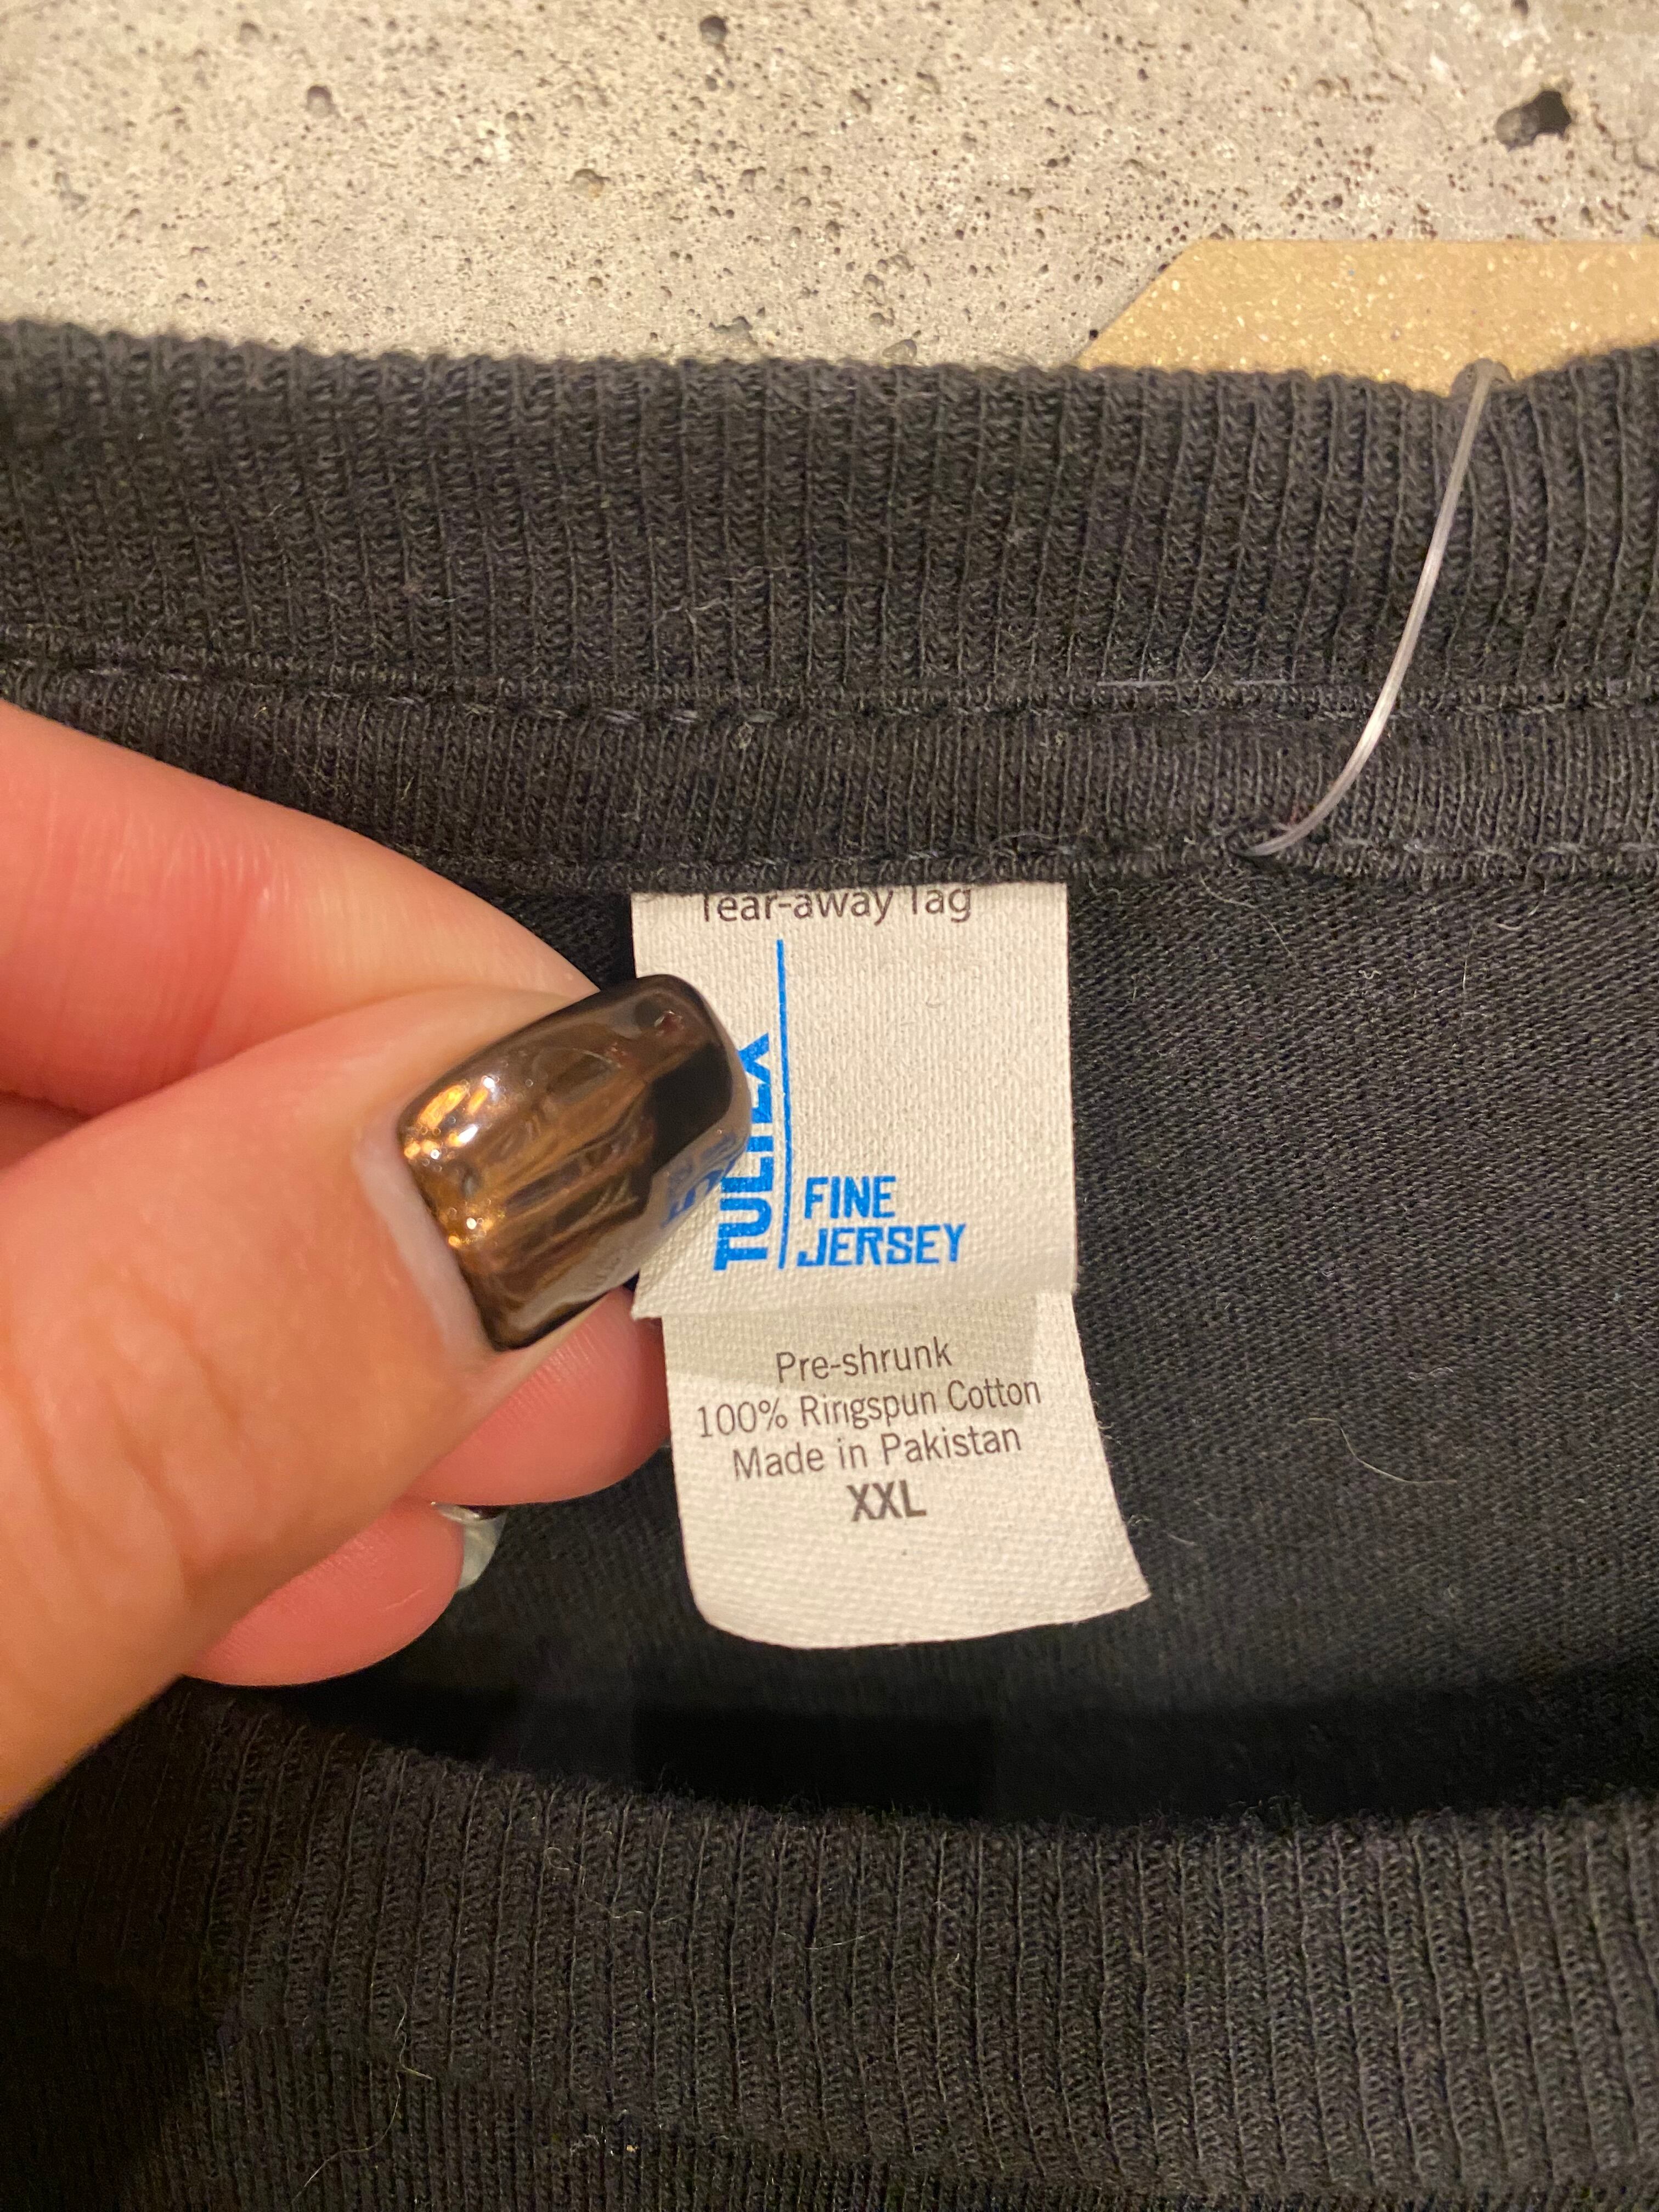 Tear-away Tag
TULTEX
FINE
JERSEY
Pre-shrunk
100% Ringspun Cotton
Made in Pakistan
XXL